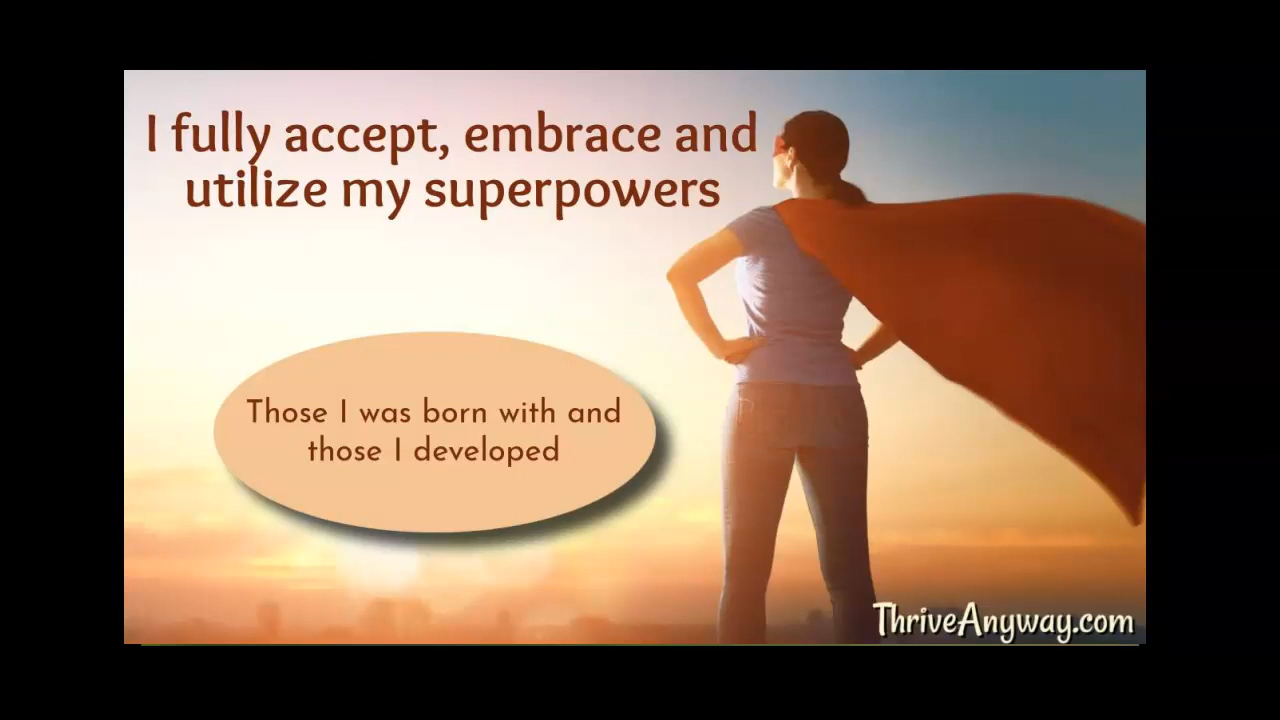 I fully accept, embrace and
utilize my superpowers
Those I was born with and
those I developed
ThriveAnyway.com